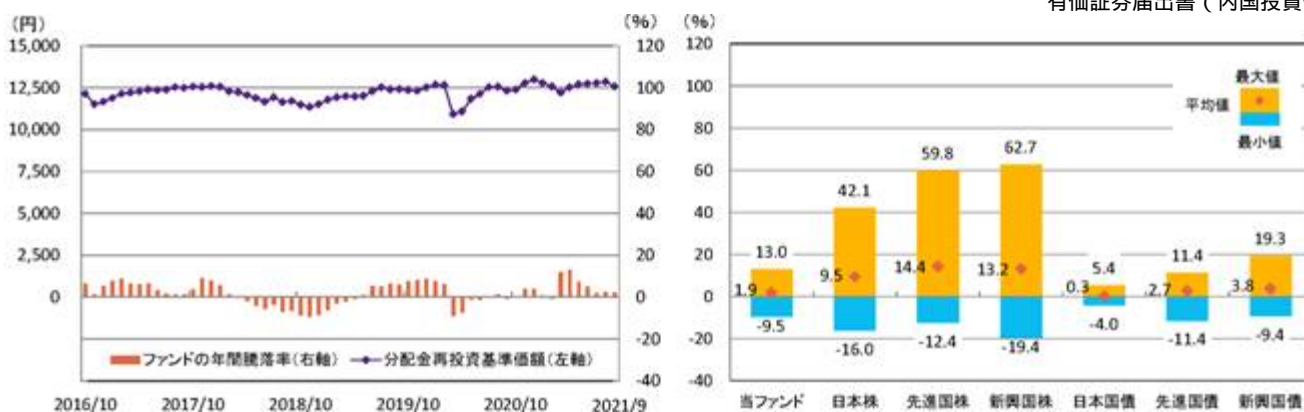 有価証券届出書(内国投資
(円)
(%)
15,000
12,500
10,000
7,500
5,000
2,500
0
120
100
80
60
40
20
0
-20
-40
ファンドの年間騰落率(右軸)
分配金再投資基準価額(左軸)
2016/10 2017/10 2018/10 2019/10 2020/10 2021/9
(%)
120
100
80
60
40
20
0
-20
-40
最大値
平均値
最小値
13.0 42.1 59.8 62.7 5.4 11.4 19.3
1.9 9.5 14.4 13.2 0.3 2.7 3.8
-9.5 -16.0 -12.4 -19.4 -4.0 -11.4 -9.4
当ファンド 日本株 先進国株 新興国株 日本国債 先進国債 新興国債